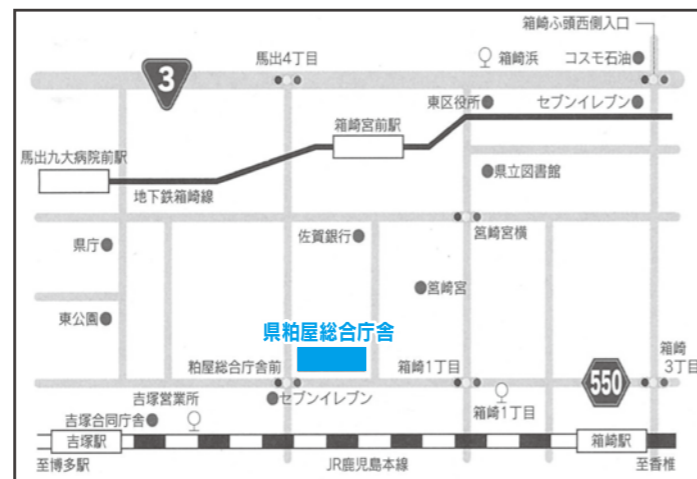 箱崎ふ頭西側入口
3
馬出4丁目
箱崎浜
コスモ石油
東区役所
セブンイレブン
箱崎宮前駅
馬出九大病院前駅
地下鉄箱崎線
県立図書館
佐賀銀行
筥崎宮横
県庁
筥崎宮
東公園
県粕屋総合庁舎
粕屋総合庁舎前
箱崎1丁目
箱崎
3丁目
550
吉塚営業所
セブンイレブン
箱崎1丁目
吉塚合同庁舎
吉塚駅
箱崎駅
至博多駅
JR鹿児島本線
至香椎